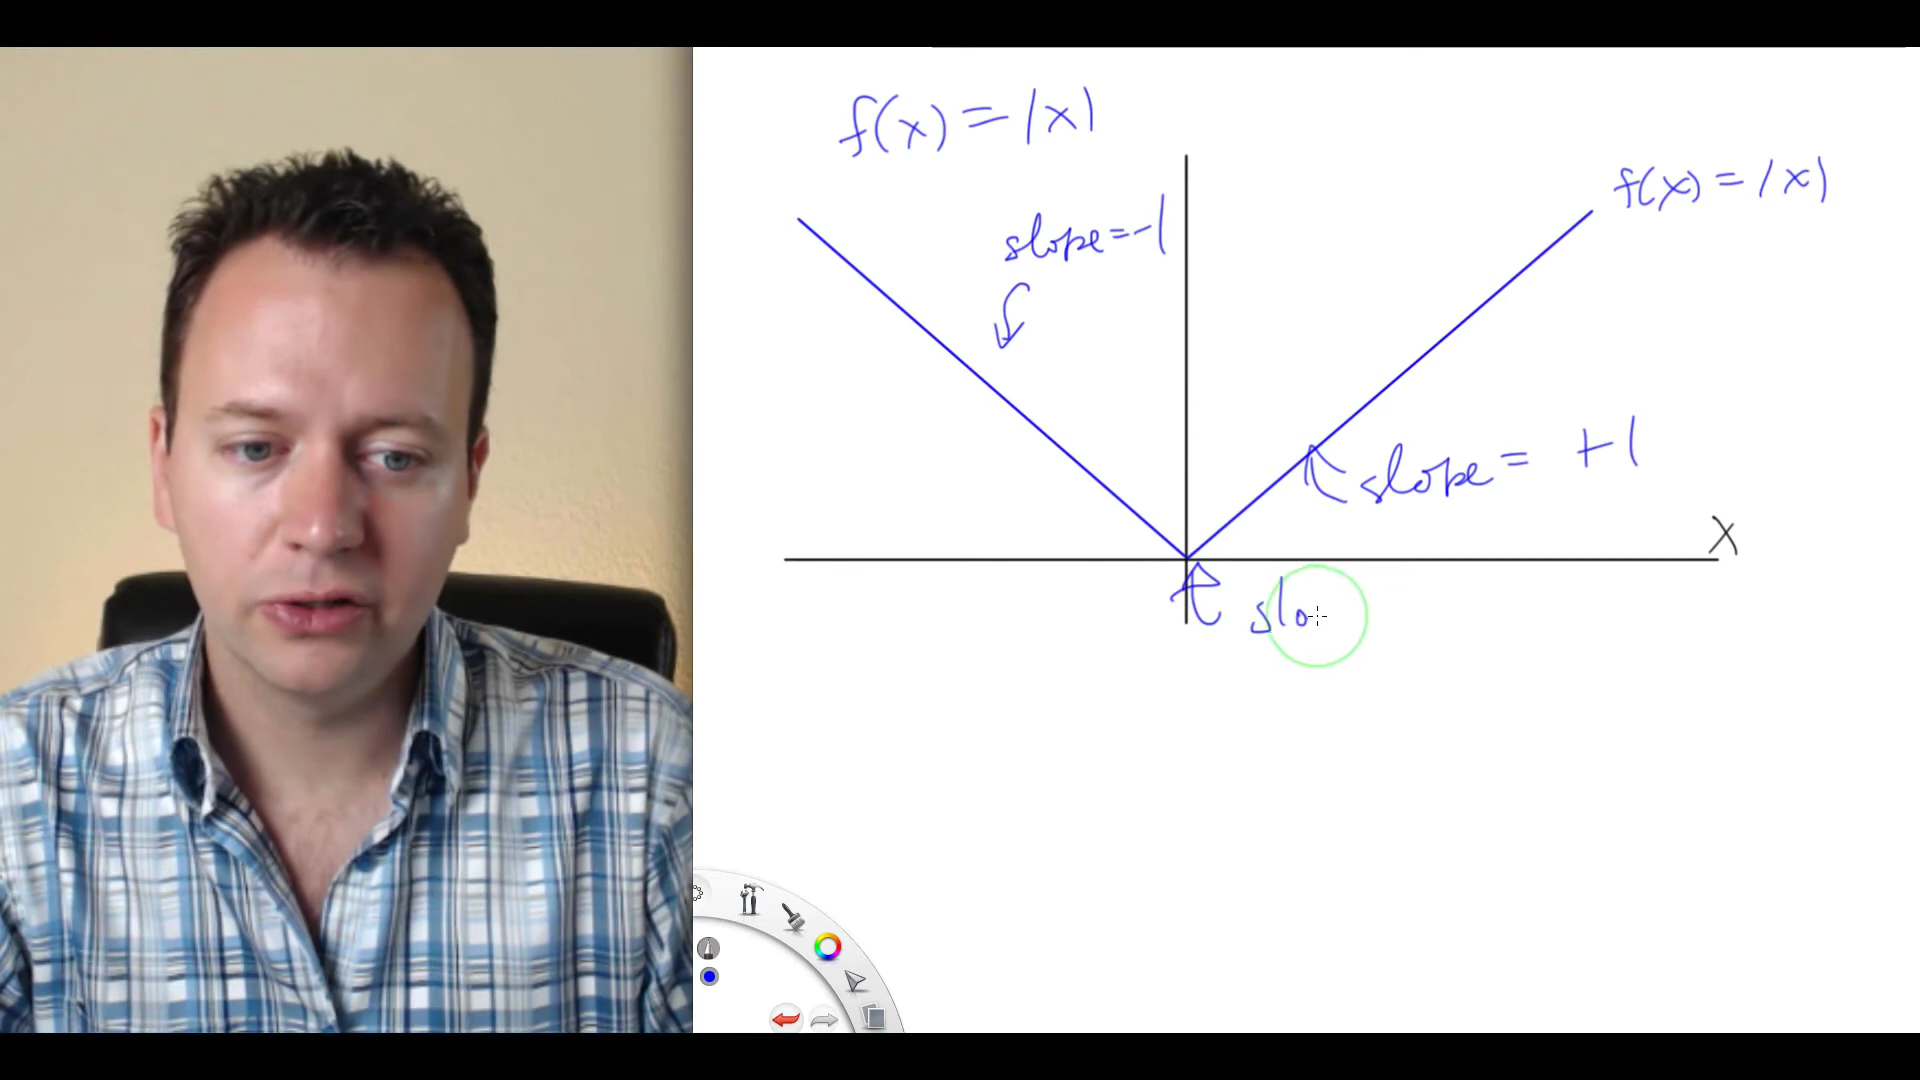 f(x) = |x|
f(x) = |x|
slope = -1
slope = +1
x
slo